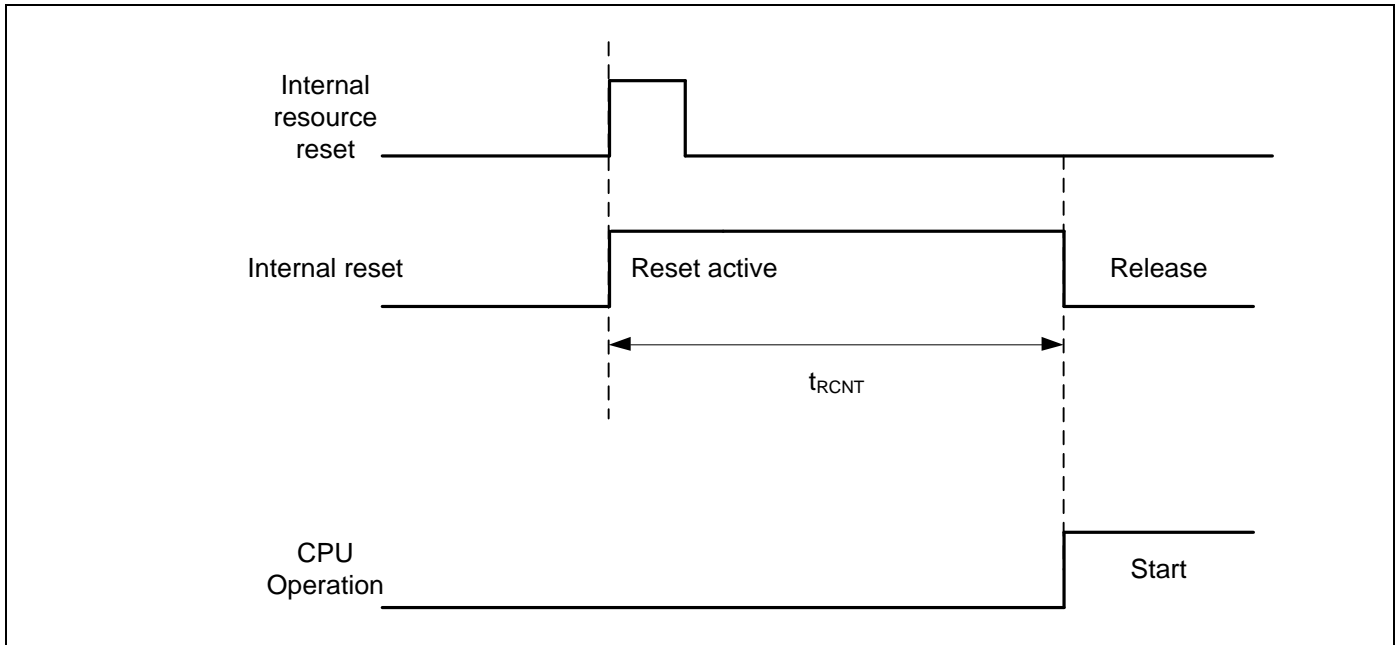 Internal
resource
reset
Internal reset
Reset active
Release
tRCNT
CPU
Operation
Start